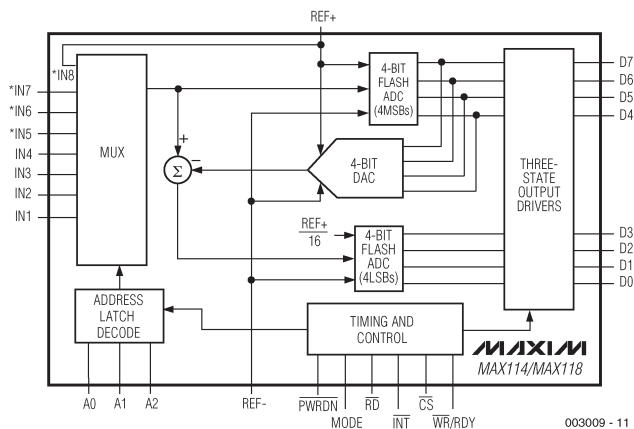 REF+
*IN8
*IN7
*IN6
*IN5
IN4
IN3
IN2
IN1
MUX
+
−
Σ
4-BIT
FLASH
ADC
(4MSBs)
4-BIT
DAC
REF+
16
4-BIT
FLASH
ADC
(4LSBs)
THREE-
STATE
OUTPUT
DRIVERS
D7
D6
D5
D4
D3
D2
D1
D0
ADDRESS
LATCH
DECODE
TIMING AND
CONTROL
MAXIM
MAX114/MAX118
A0
A1
A2
REF-
PWRDN
MODE
RD
INT
CS
WR/RDY
003009 - 11